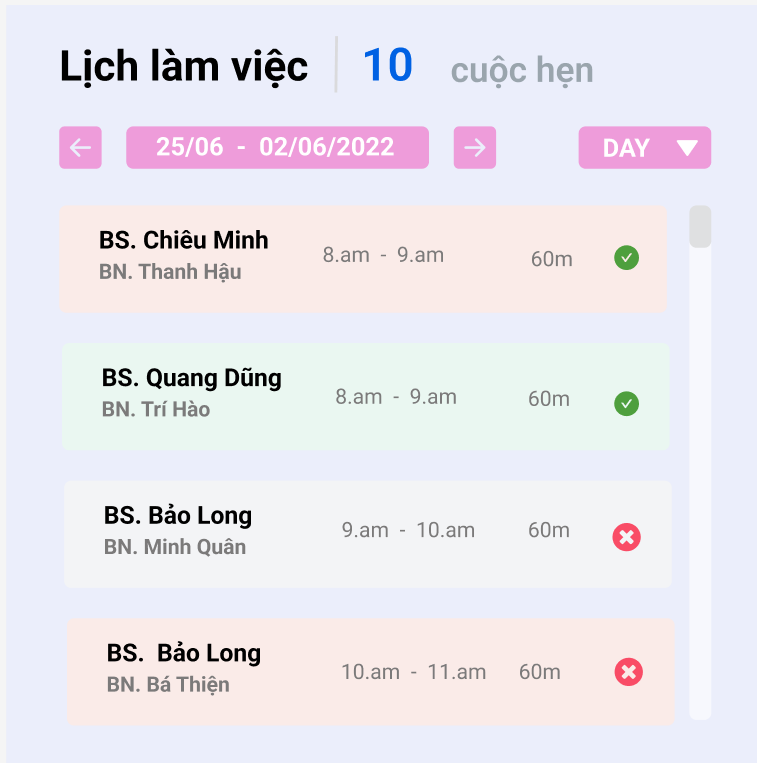 Lịch làm việc 10 cuộc hẹn
25/06 - 02/06/2022 DAY
BS. Chiêu Minh
BN. Thanh Hậu
8.am - 9.am 60m
BS. Quang Dũng
BN. Trí Hào
8.am - 9.am 60m
BS. Bảo Long
BN. Minh Quân
9.am - 10.am 60m
BS. Bảo Long
BN. Bá Thiện
10.am - 11.am 60m